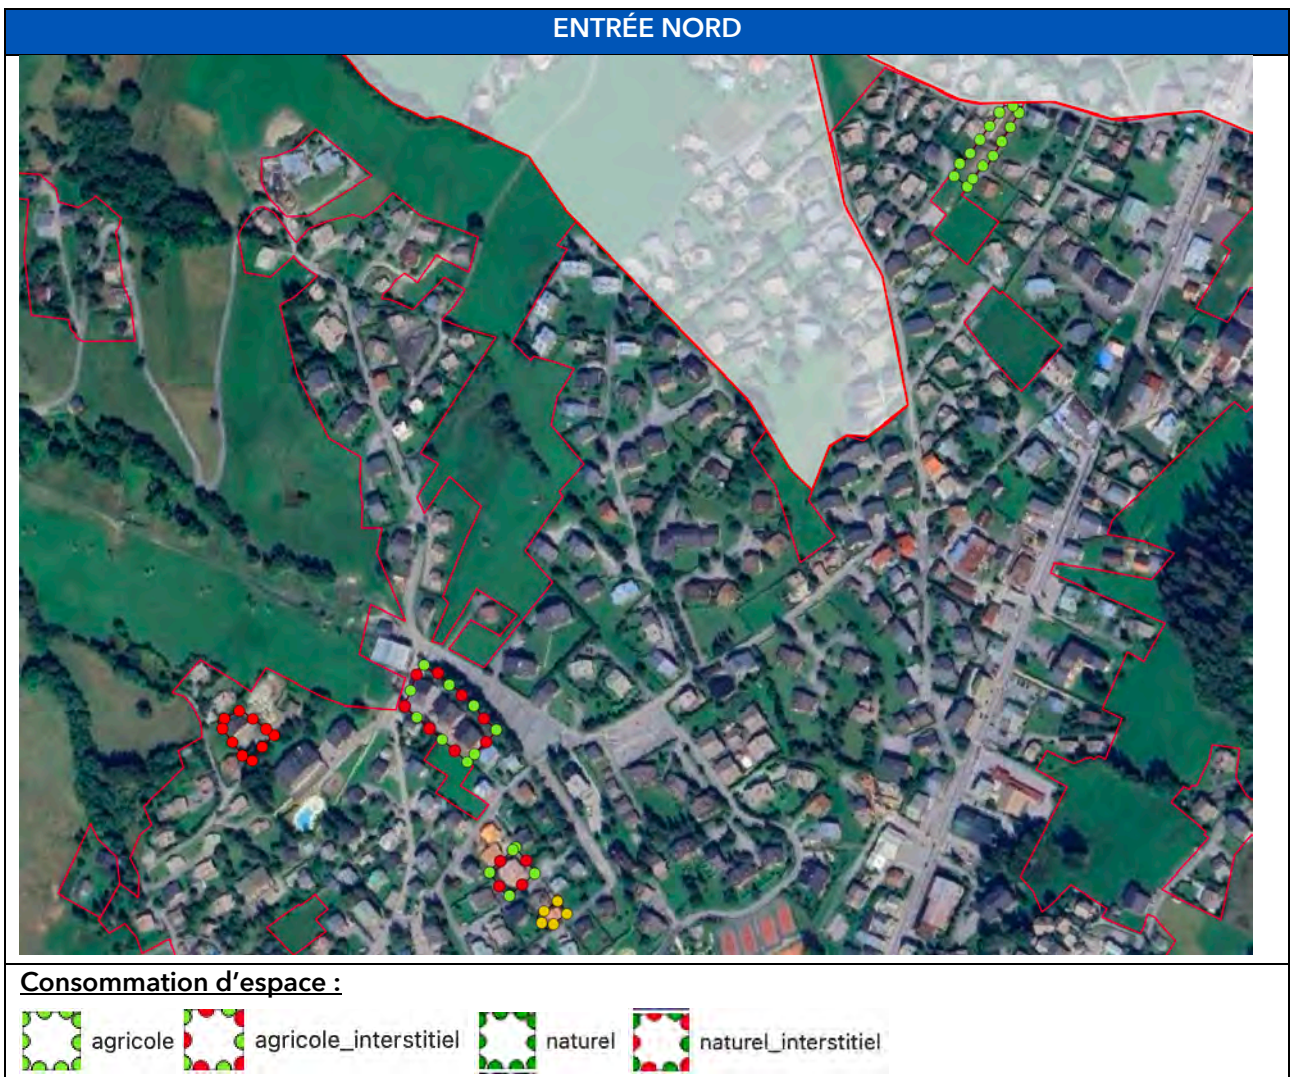 ENTRÉE NORD
Consommation d'espace :
agricole agricole_interstitiel naturel naturel_interstitiel